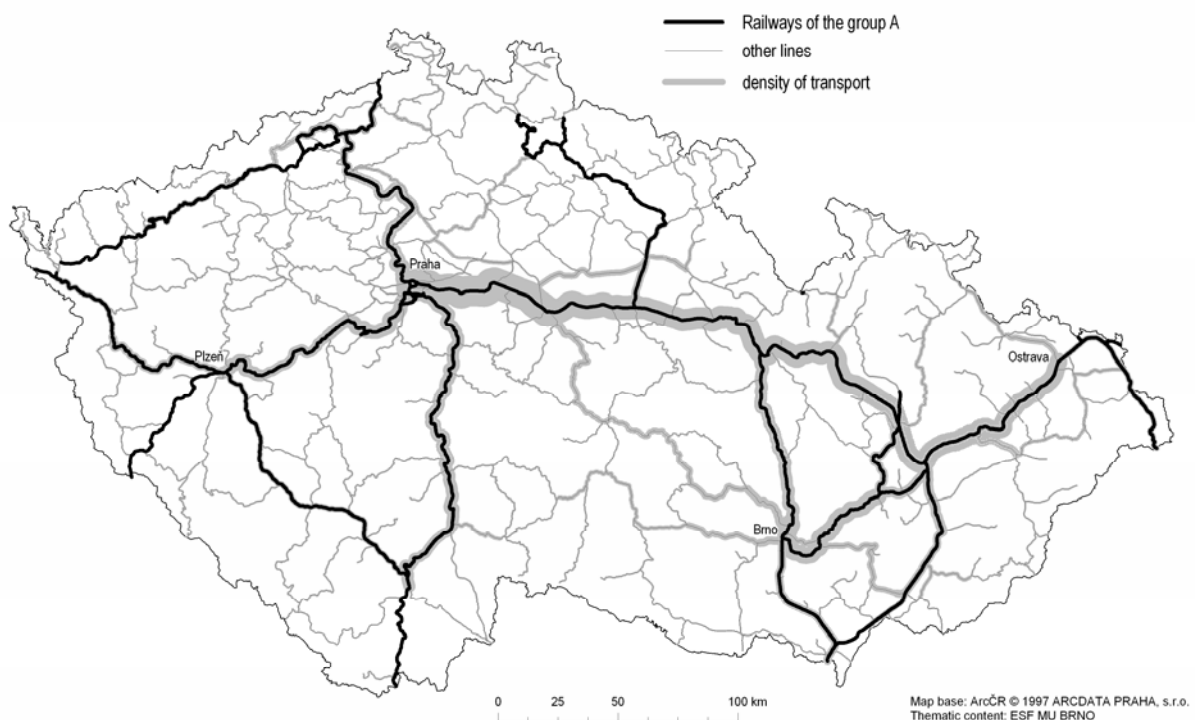 Railways of the group A
other lines
density of transport
Praha
Plzeň
Ostrava
Brno
0 25 50 100 km
Map base: ArcČR © 1997 ARCDATA PRAHA, s.r.o.
Thematic content: ESF MU BRNO